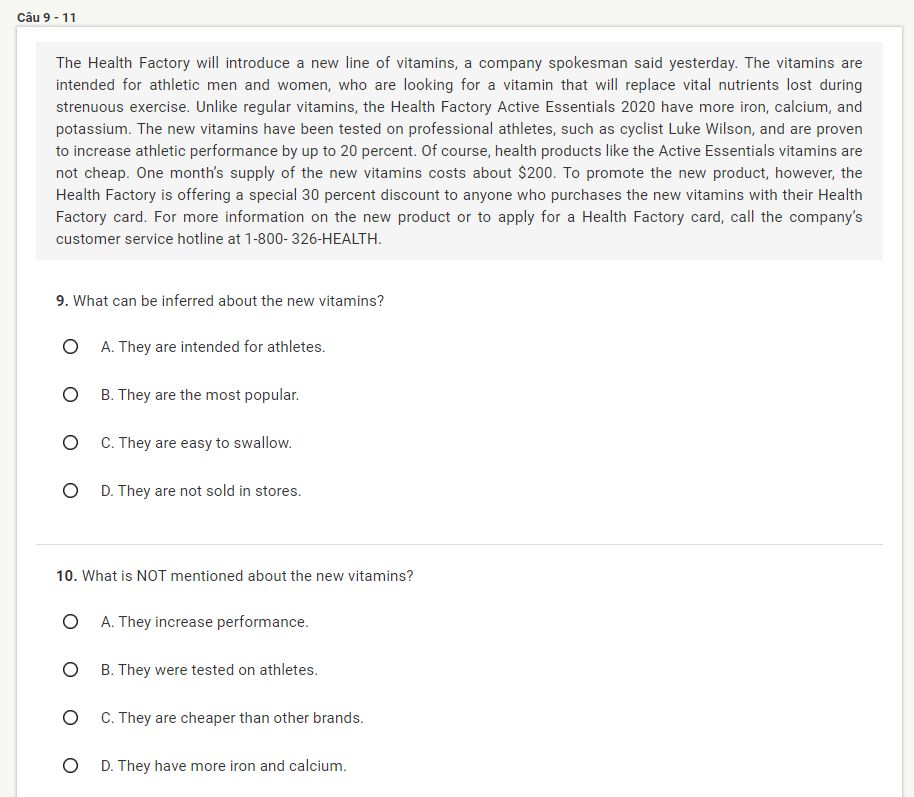 Câu 9 - 11
The Health Factory will introduce a new line of vitamins, a company spokesman said yesterday. The vitamins are
intended for athletic men and women, who are looking for a vitamin that will replace vital nutrients lost during
strenuous exercise. Unlike regular vitamins, the Health Factory Active Essentials 2020 have more iron, calcium, and
potassium. The new vitamins have been tested on professional athletes, such as cyclist Luke Wilson, and are proven
to increase athletic performance by up to 20 percent. Of course, health products like the Active Essentials vitamins are
not cheap. One month's supply of the new vitamins costs about $200. To promote the new product, however, the
Health Factory is offering a special 30 percent discount to anyone who purchases the new vitamins with their Health
Factory card. For more information on the new product or to apply for a Health Factory card, call the company's
customer service hotline at 1-800- 326-HEALTH.
9. What can be inferred about the new vitamins?
A. They are intended for athletes.
B. They are the most popular.
C. They are easy to swallow.
D. They are not sold in stores.
10. What is NOT mentioned about the new vitamins?
A. They increase performance.
B. They were tested on athletes.
C. They are cheaper than other brands.
D. They have more iron and calcium.